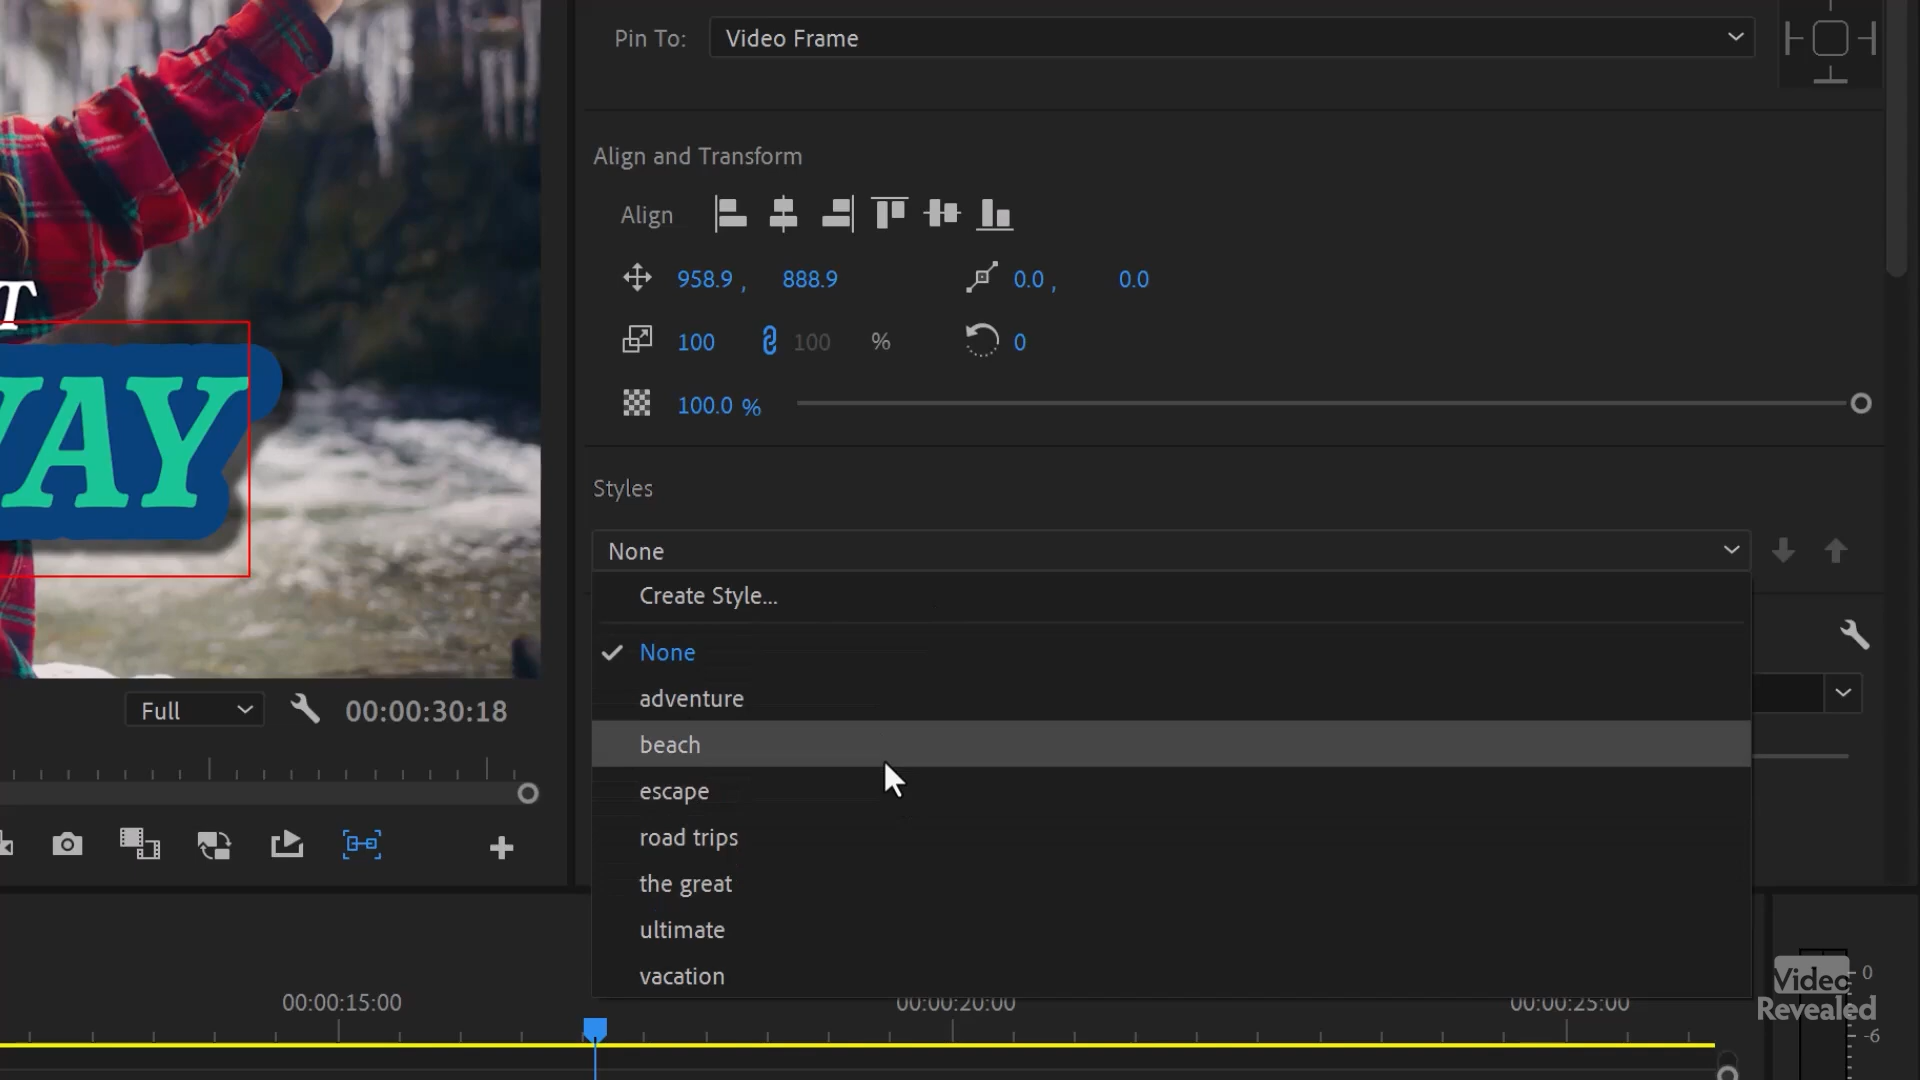 Pin To: Video Frame
Align and Transform
Align
958.9 , 888.9 0.0 , 0.0
100 100 % 0
100.0 %
T
WAY
Styles
None
Create Style...
None
adventure
beach
escape
road trips
the great
ultimate
vacation
Full 00:00:30:18
00:00:15:00 00:00:20:00 00:00:25:00
0
-6
Video
Revealed